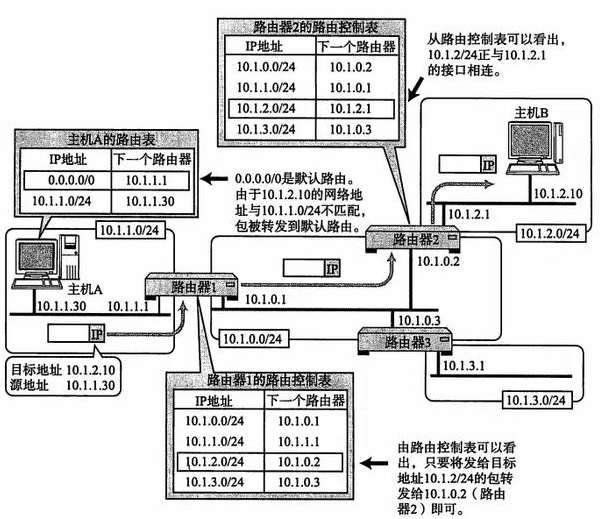 路由器2的路由控制表
IP地址 下一个路由器
10.1.0.0/24 10.1.0.2
10.1.1.0/24 10.1.0.1
10.1.2.0/24 10.1.2.1
10.1.3.0/24 10.1.0.3
从路由控制表可以看出，
10.1.2/24正与10.1.2.1
的接口相连。
主机B
IP
10.1.2.10
10.1.2.1
10.1.2.0/24
主机A的路由表
IP地址 下一个路由器
0.0.0.0/0 10.1.1.1
10.1.1.0/24 10.1.1.30
0.0.0.0/0是默认路由。
由于10.1.2.10的网络地
址与10.1.1.0/24不匹配，
包被转发到默认路由。
10.1.1.0/24
主机A
10.1.1.30
10.1.1.1
IP
目标地址 10.1.2.10
源地址 10.1.1.30
路由器1
10.1.0.1
IP
路由器2
10.1.0.2
10.1.0.0/24
10.1.0.3
路由器3
10.1.3.1
10.1.3.0/24
路由器1的路由控制表
IP地址 下一个路由器
10.1.0.0/24 10.1.0.1
10.1.1.0/24 10.1.1.1
10.1.2.0/24 10.1.0.2
10.1.3.0/24 10.1.0.3
由路由控制表可以看
出，只要将发给目标
地址10.1.2/24的包转
发给10.1.0.2（路由
器2）即可。